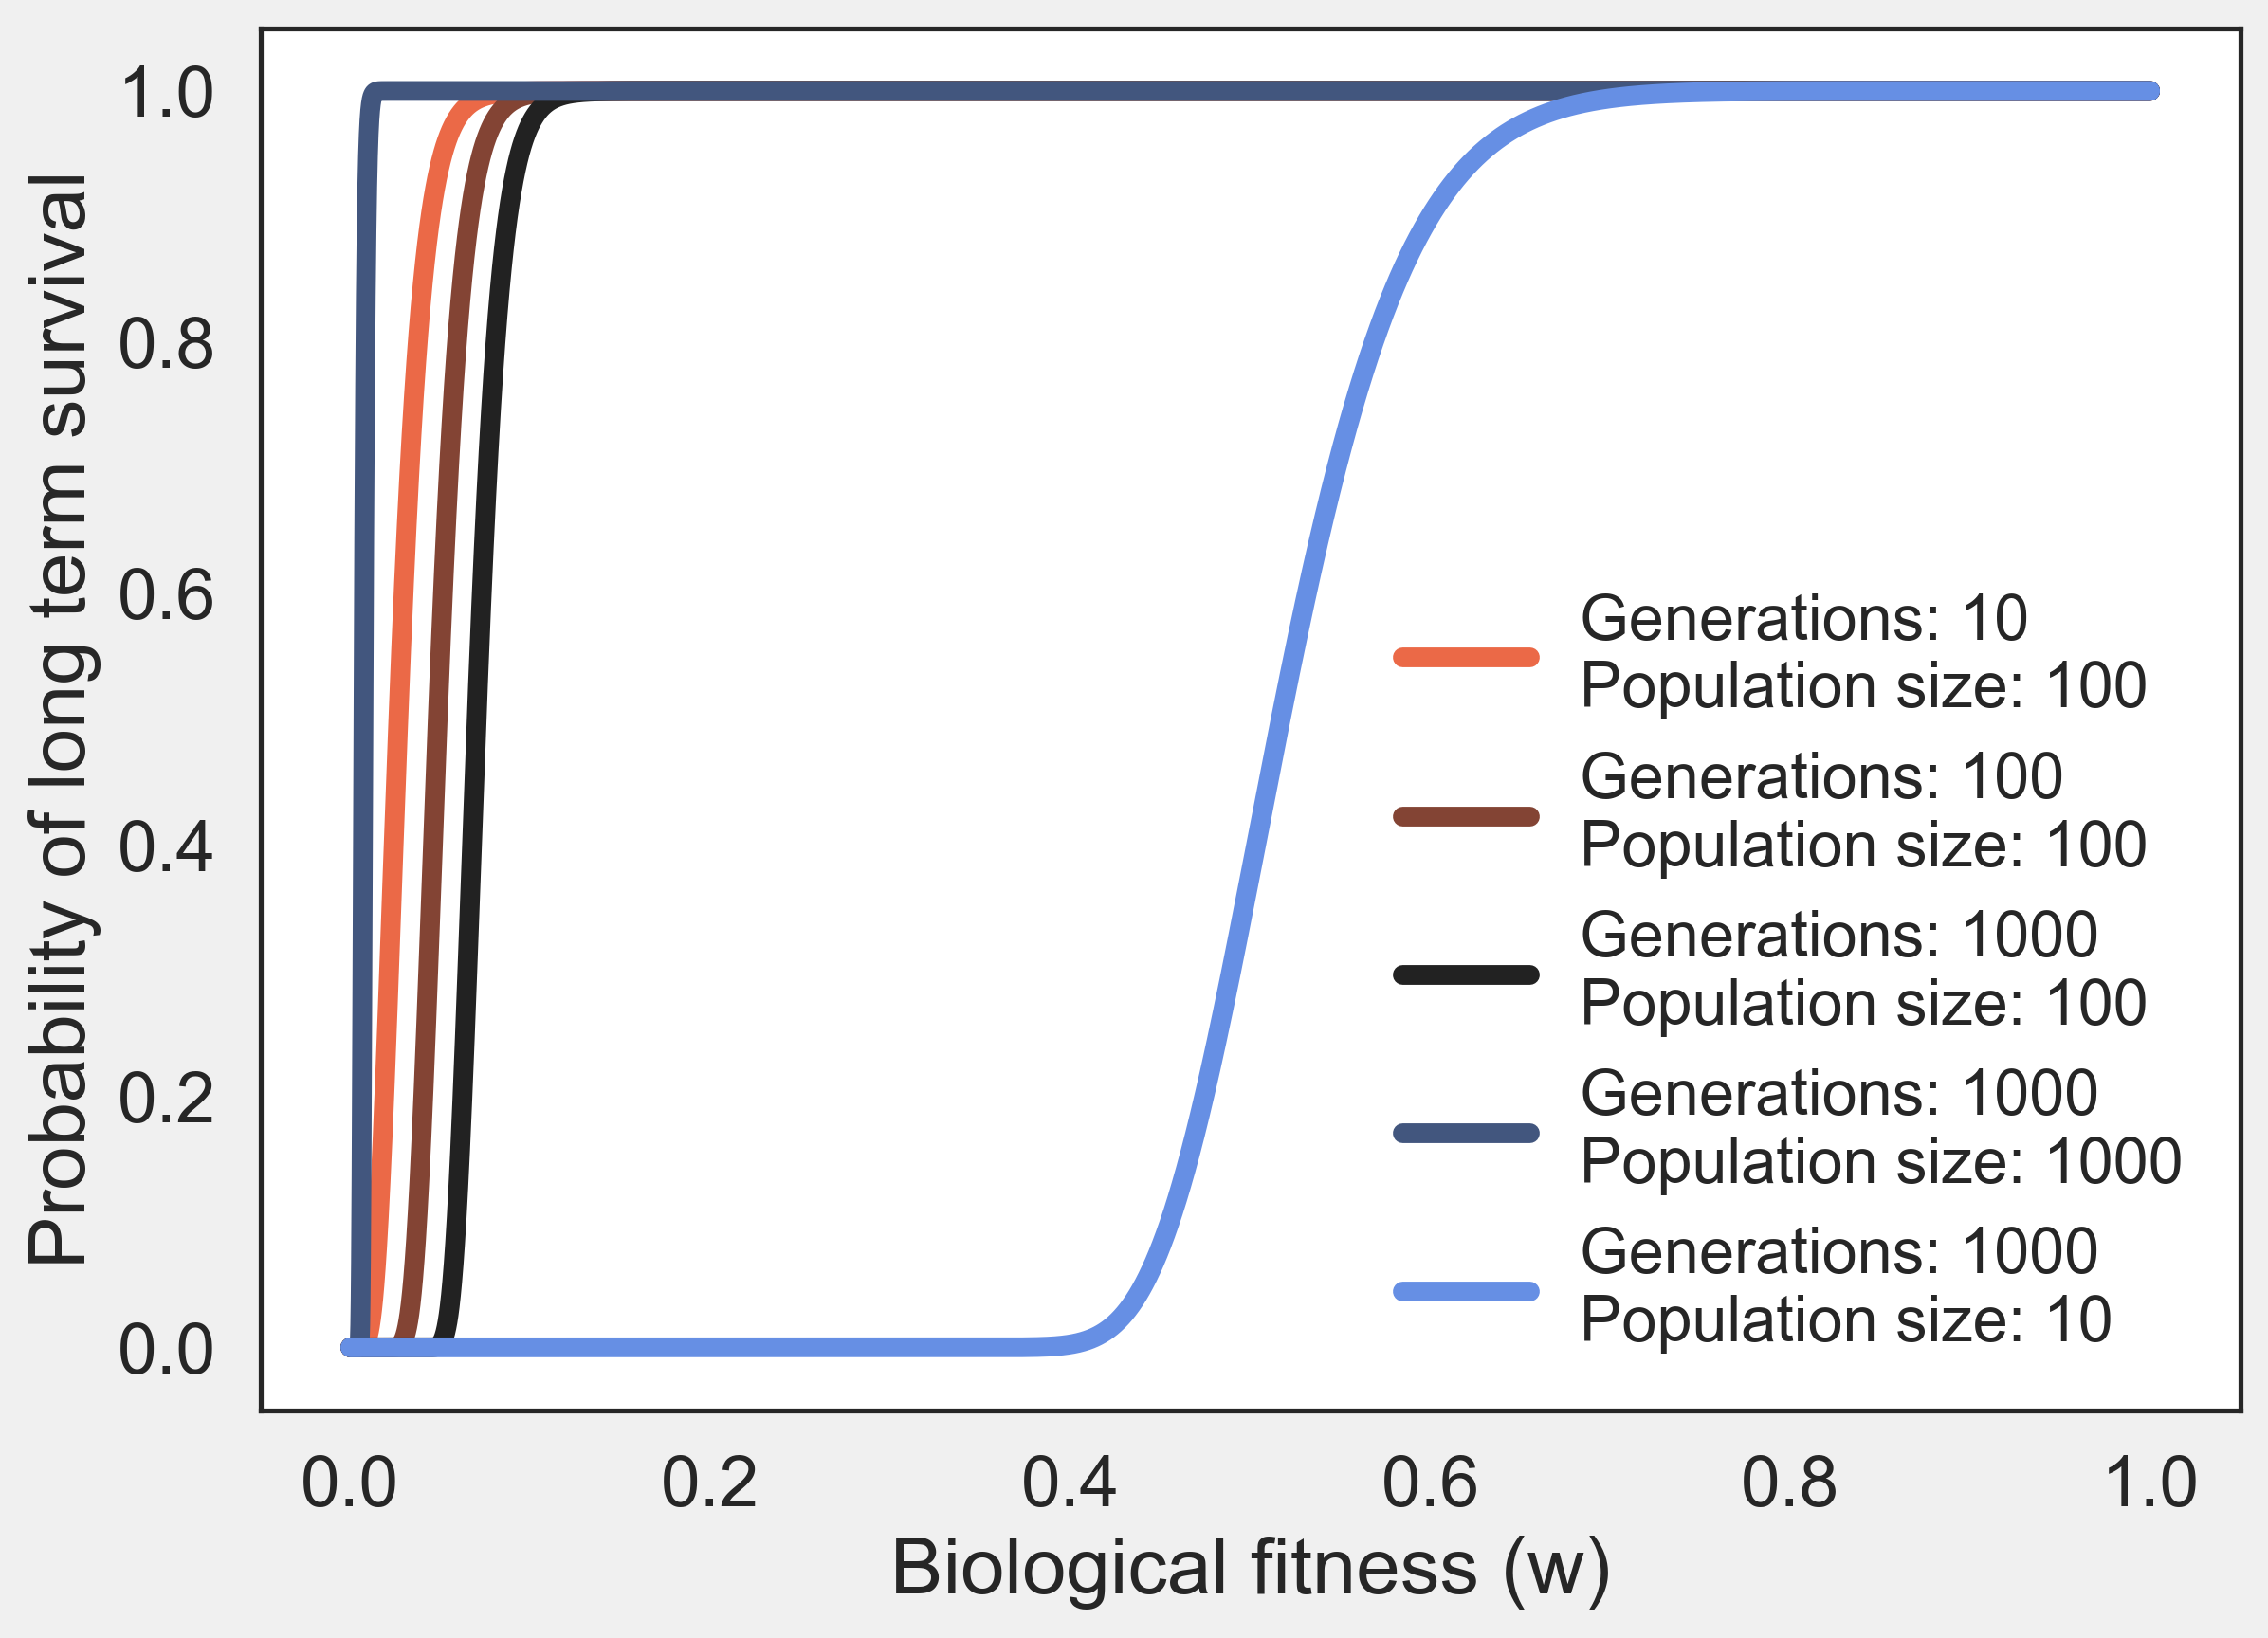 Probability of long term survival
1.0
0.8
0.6
0.4
0.2
0.0
Generations: 10
Population size: 100
Generations: 100
Population size: 100
Generations: 1000
Population size: 100
Generations: 1000
Population size: 1000
Generations: 1000
Population size: 10
0.0 0.2 0.4 0.6 0.8 1.0
Biological fitness (w)